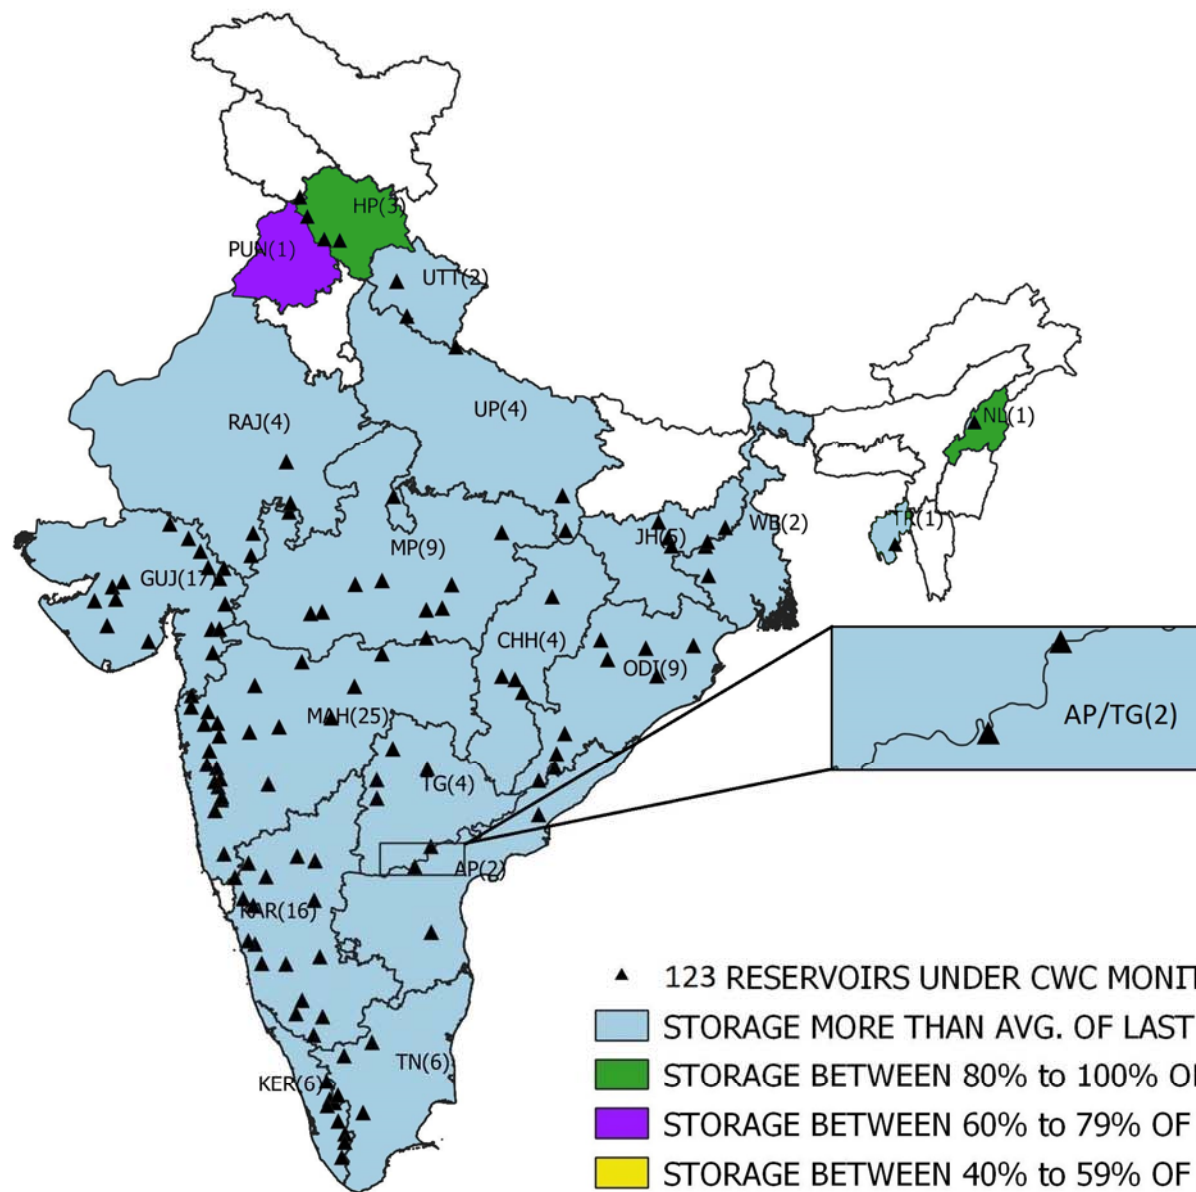 HP(3)
PUN(1)
UTT(2)
RAJ(4)
UP(4)
NL(1)
TR(1)
WB(2)
MP(9)
GUJ(17)
CHH(4)
ODI(9)
MAH(25)
AP/TG(2)
TG(4)
AP(2)
KAR(16)
TN(6)
KER(6)
123 RESERVOIRS UNDER CWC MONIT
STORAGE MORE THAN AVG. OF LAST
STORAGE BETWEEN 80% to 100% O
STORAGE BETWEEN 60% to 79% OF
STORAGE BETWEEN 40% to 59% OF